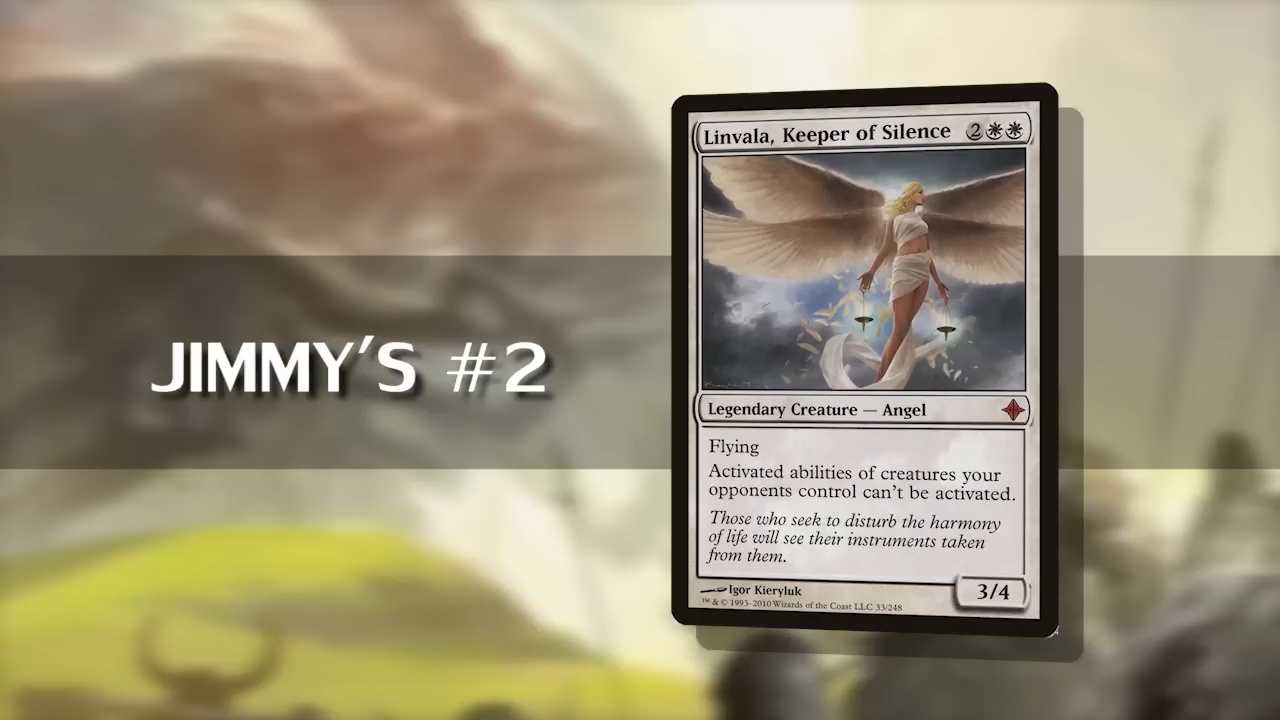 JIMMY'S #2
Linvala, Keeper of Silence 2
Legendary Creature — Angel
Flying
Activated abilities of creatures your
opponents control can't be activated.
Those who seek to disturb the harmony
of life will see their instruments taken
from them.
Igor Kieryluk
3/4
™ & © 1993–2010 Wizards of the Coast LLC 33/248